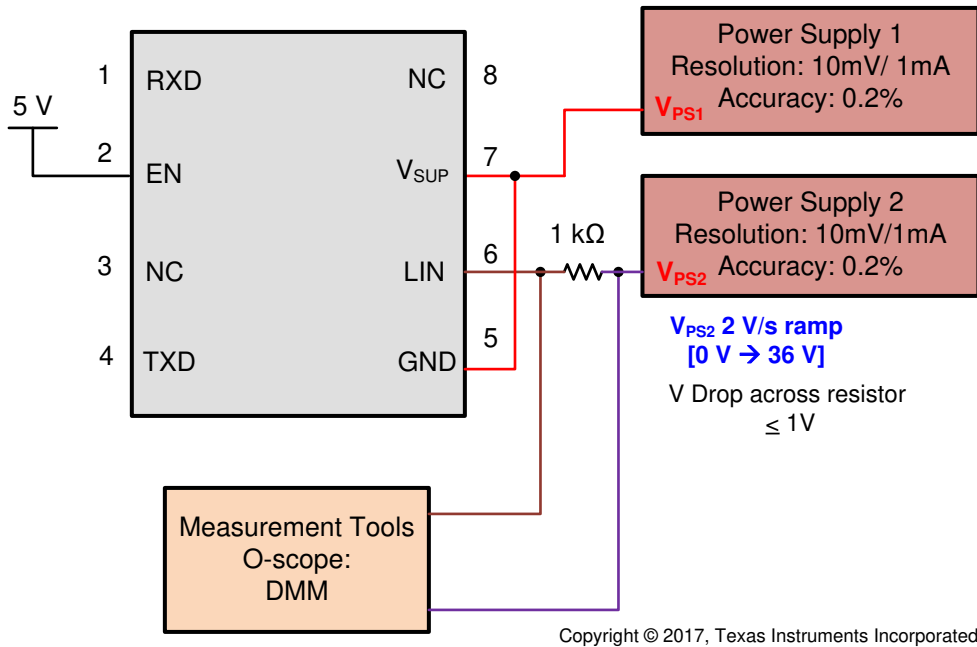 5 V
1
RXD
2
EN
3
NC
4
TXD
NC
8
VSUP
7
LIN
6
GND
5
1 kΩ
Power Supply 1
Resolution: 10mV/ 1mA
Accuracy: 0.2%
VPS1
Power Supply 2
Resolution: 10mV/1mA
Accuracy: 0.2%
VPS2
VPS2 2 V/s ramp
[0 V → 36 V]
V Drop across resistor
≤ 1V
Measurement Tools
O-scope:
DMM
Copyright © 2017, Texas Instruments Incorporated